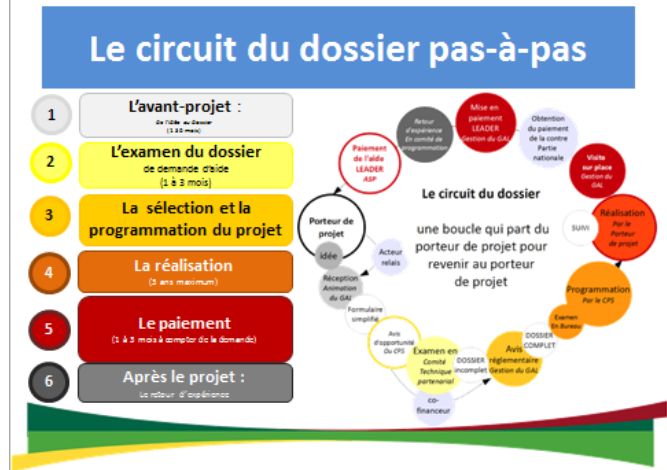 Le circuit du dossier pas-à-pas
1
L'avant-projet :
de l'idée au dossier
2
L'examen du dossier
de demande d'aide
(1 à 3 mois)
3
La sélection et la
programmation du projet
4
La réalisation
(3 ans maximum)
5
Le paiement
(1 à 3 mois à compter de la demande)
6
Après le projet :
Le retour d'expérience
Retour
d'expérience
En comité de
programmation
Mise en
paiement
LEADER
Gestion du GAL
Obtention
du paiement
de la contre
Partie
nationale
Visite
sur place
Gestion du
GAL
Réalisation
Par le
Porteur
de projet
SUIVI
Programmation
Par le CPS
Examen
En Bureau
DOSSIER
COMPLET
Avis
réglementaire
Gestion du GAL
DOSSIER
incomplet
Examen en
Comité
Technique
partenarial
co-
financeur
Avis
d'opportunité
Du CPS
Formulaire
simplifié
Réception
Animation
du GAL
idée
Acteur
relais
Porteur de
projet
Paiement
de l'aide
LEADER
ASP
Le circuit du dossier
une boucle qui part du
porteur de projet pour
revenir au porteur
de projet